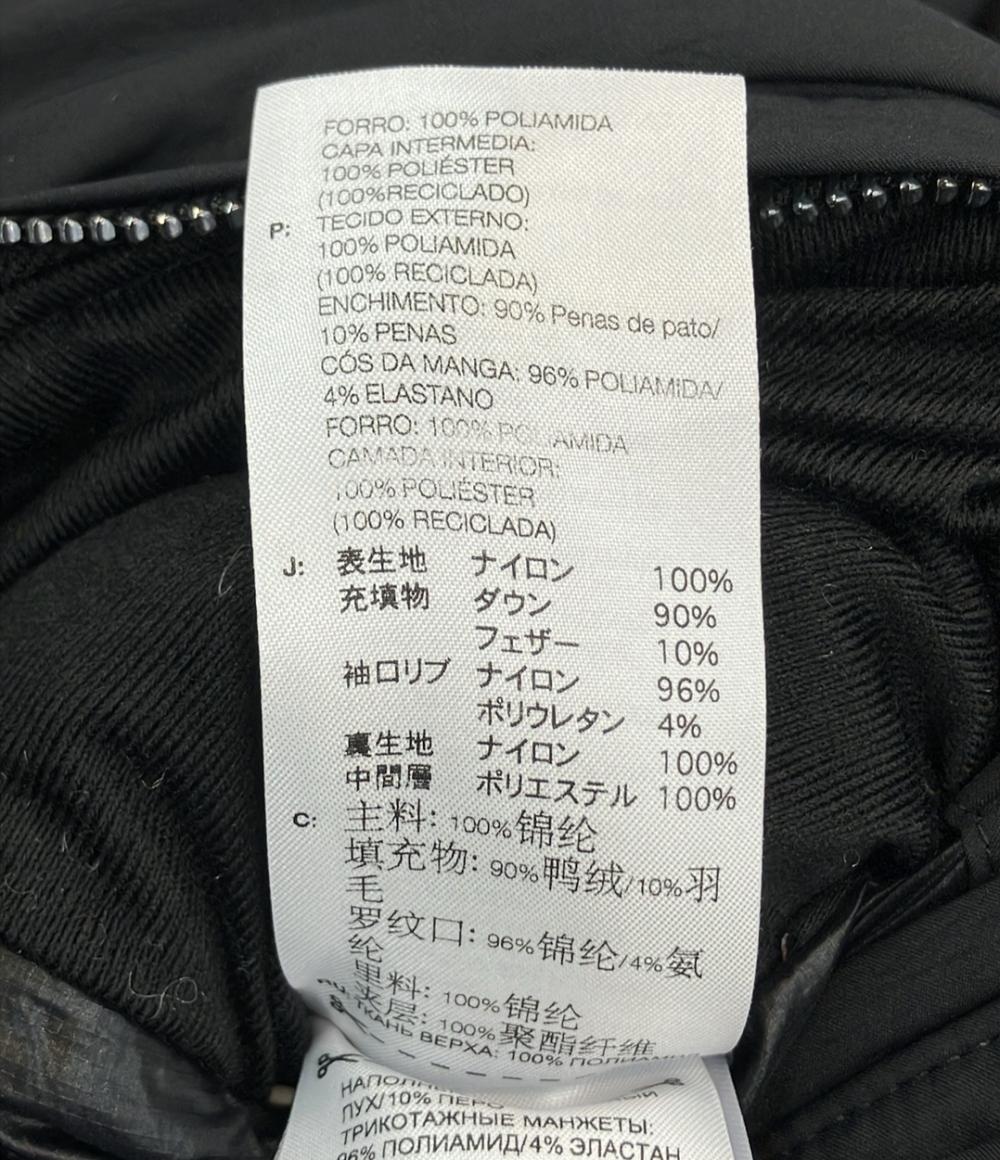 FORRO: 100% POLIAMIDA
CAPA INTERMEDIA:
100% POLIÉSTER
(100%RECICLADO)
P: TECIDO EXTERNO:
100% POLIAMIDA
(100% RECICLADA)
ENCHIMENTO: 90% Penas de pato/
10% PENAS
CÓS DA MANGA: 96% POLIAMIDA/
4% ELASTANO
FORRO: 100% POLIAMIDA
CAMADA INTERIOR:
100% POLIÉSTER
(100% RECICLADA)
J: 表生地 ナイロン 100%
充填物 ダウン 90%
フェザー 10%
袖口リブ ナイロン 96%
ポリウレタン 4%
裏生地 ナイロン 100%
中間層 ポリエステル 100%
C: 主料: 100%锦纶
填充物: 90%鸭绒/10%羽
毛
罗纹口: 96%锦纶/4%氨
纶
里料: 100%锦纶
夹层: 100%聚酯纤维
ТКАНЬ ВЕРХА: 100%
ПУХ/10% ПЕРО
ТРИКОТАЖНЫЕ МАНЖЕТЫ:
96% ПОЛИАМИД/4% ЭЛАСТАН